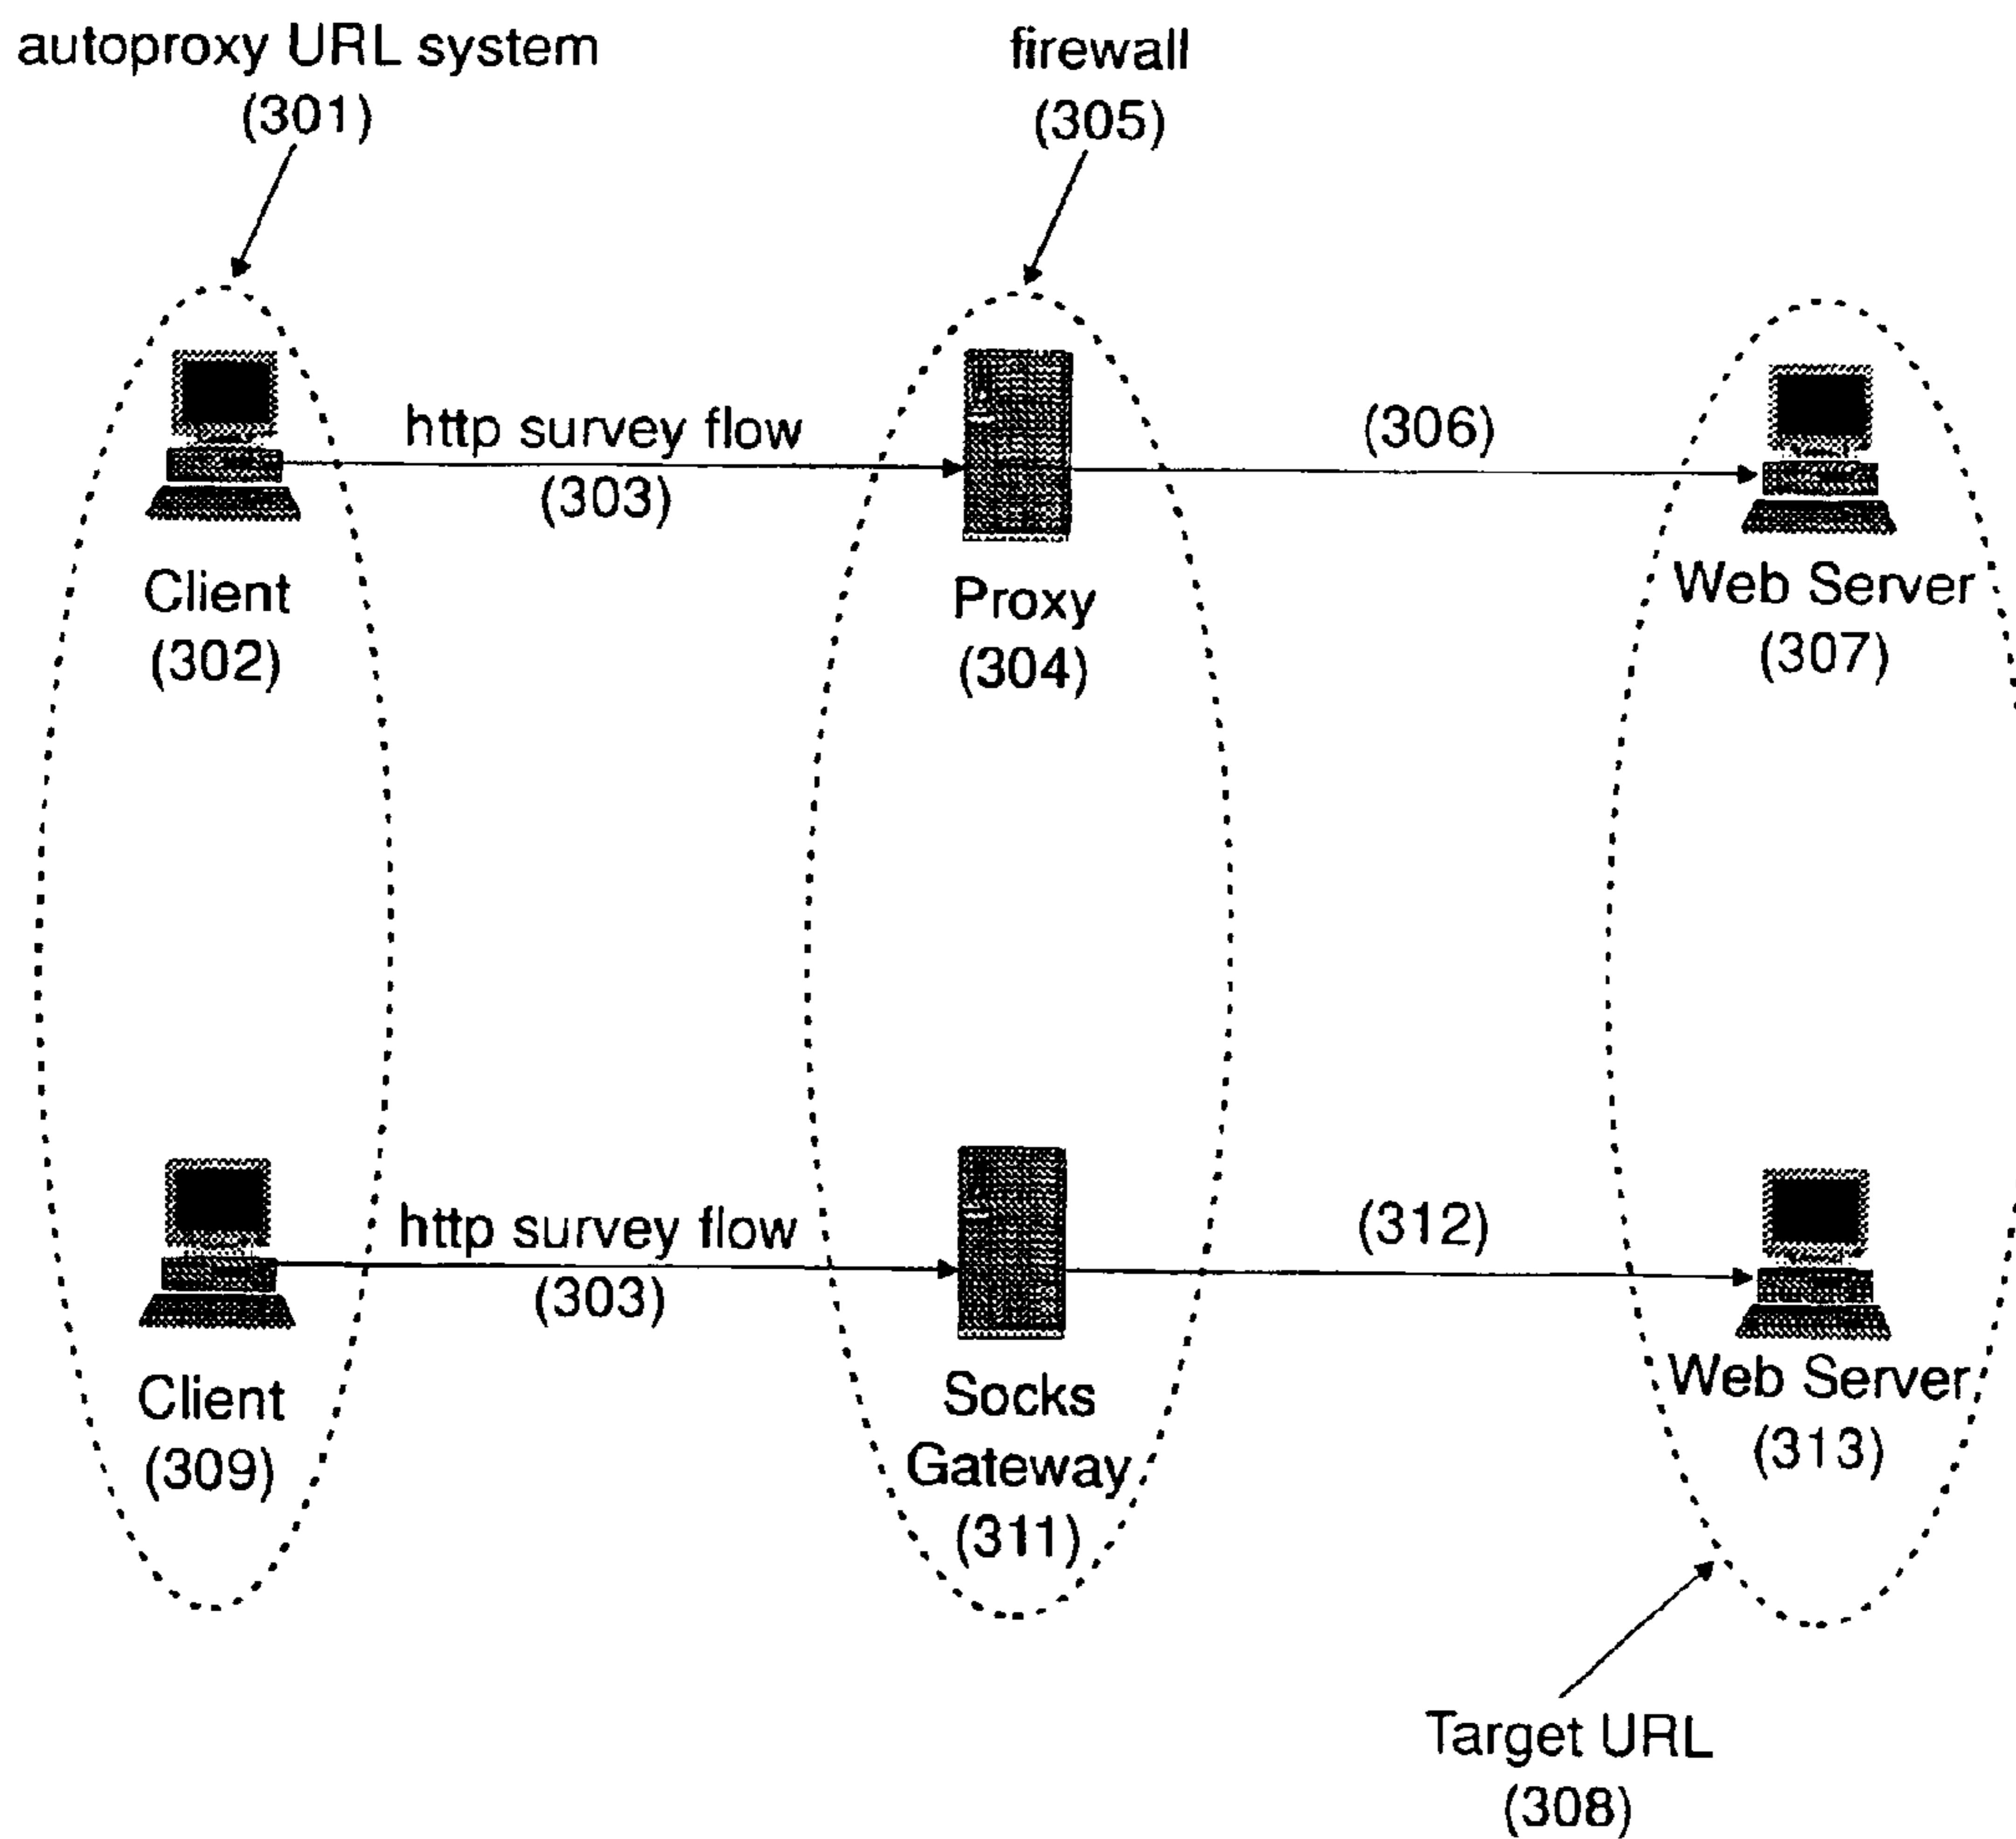 autoproxy URL system
(301)
firewall
(305)
http survey flow
(303)
(306)
Client
(302)
Proxy
(304)
Web Server
(307)
http survey flow
(303)
(312)
Client
(309)
Socks
Gateway
(311)
Web Server
(313)
Target URL
(308)